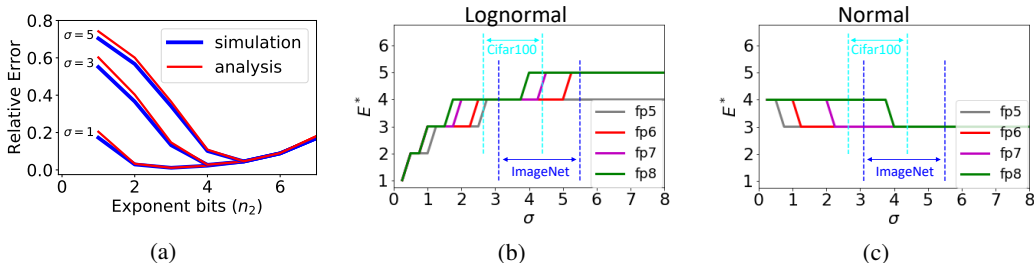 0.8
0.6
0.4
0.2
0.0
Relative Error
σ = 5
σ = 3
σ = 1
simulation
analysis
0 2 4 6
Exponent bits (n₂)
(a)
Lognormal
6
5
4
3
2
1
E*
Cifar100
ImageNet
fp5
fp6
fp7
fp8
0 1 2 3 4 5 6 7 8
σ
(b)
Normal
6
5
4
3
2
1
E*
Cifar100
ImageNet
fp5
fp6
fp7
fp8
0 1 2 3 4 5 6 7 8
σ
(c)